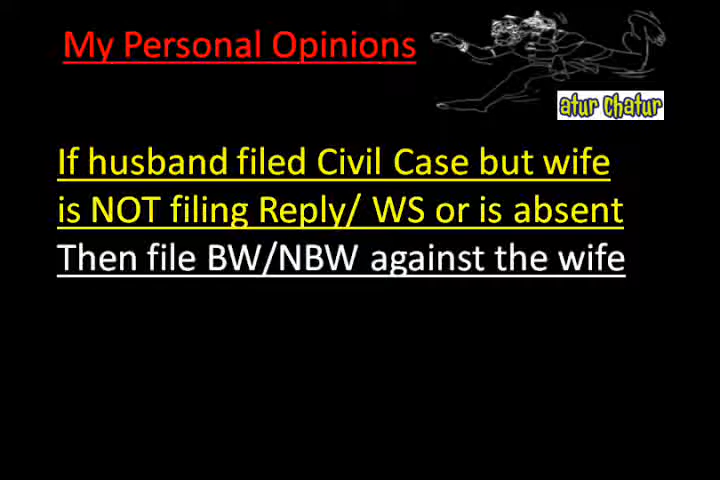 My Personal Opinions
atur Chatur
If husband filed Civil Case but wife
is NOT filing Reply/ WS or is absent
Then file BW/NBW against the wife